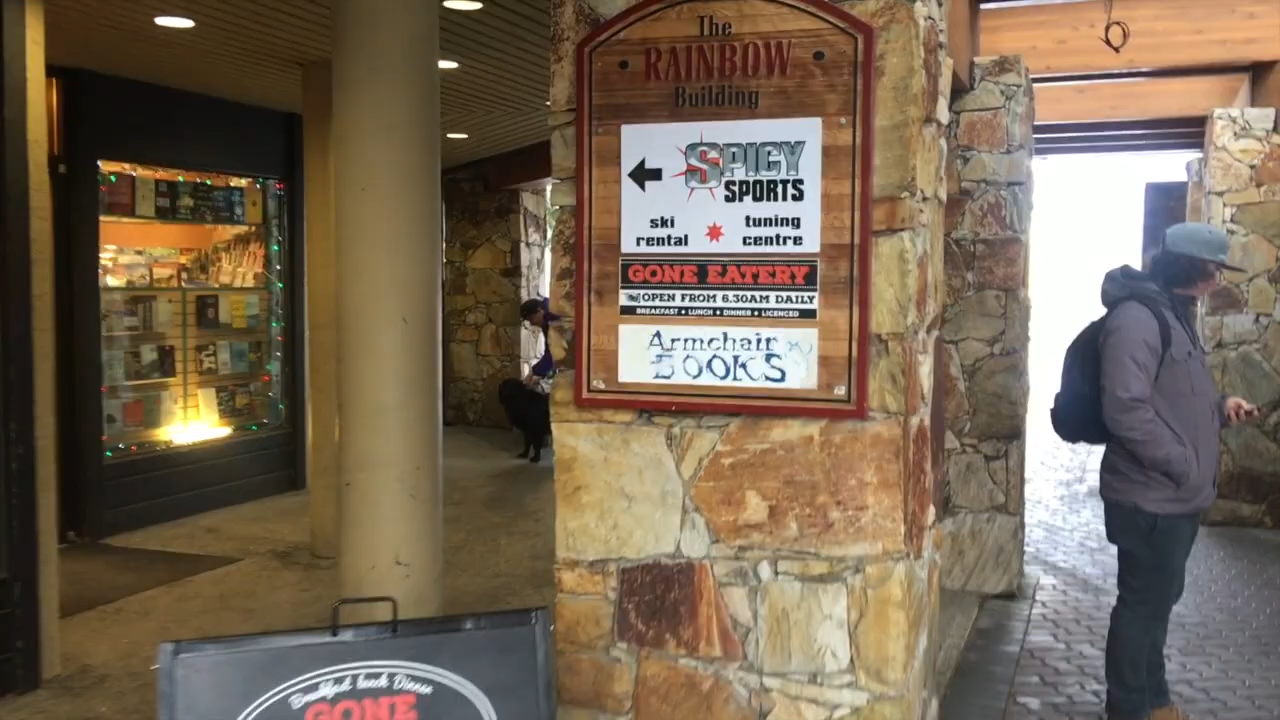 The
RAINBOW
Building
SPICY
SPORTS
ski rental
tuning centre
GONE EATERY
OPEN FROM 6.30AM DAILY
BREAKFAST • LUNCH • DINNER • LICENCED
Armchair
BOOKS
Breakfast lunch Dinner
GONE